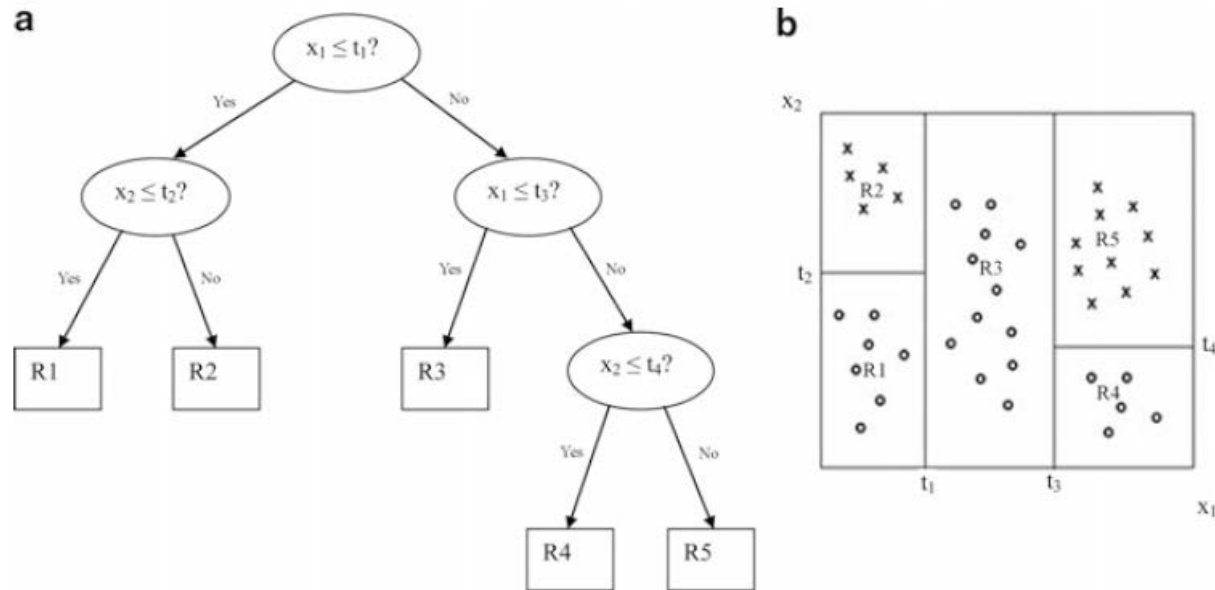 a
x₁ ≤ t₁?
Yes
No
x₂ ≤ t₂?
x₁ ≤ t₃?
Yes
No
Yes
No
R1
R2
R3
x₂ ≤ t₄?
Yes
No
R4
R5
b
x₂
R2
R5
t₂
R3
t₄
R1
R4
t₁
t₃
x₁